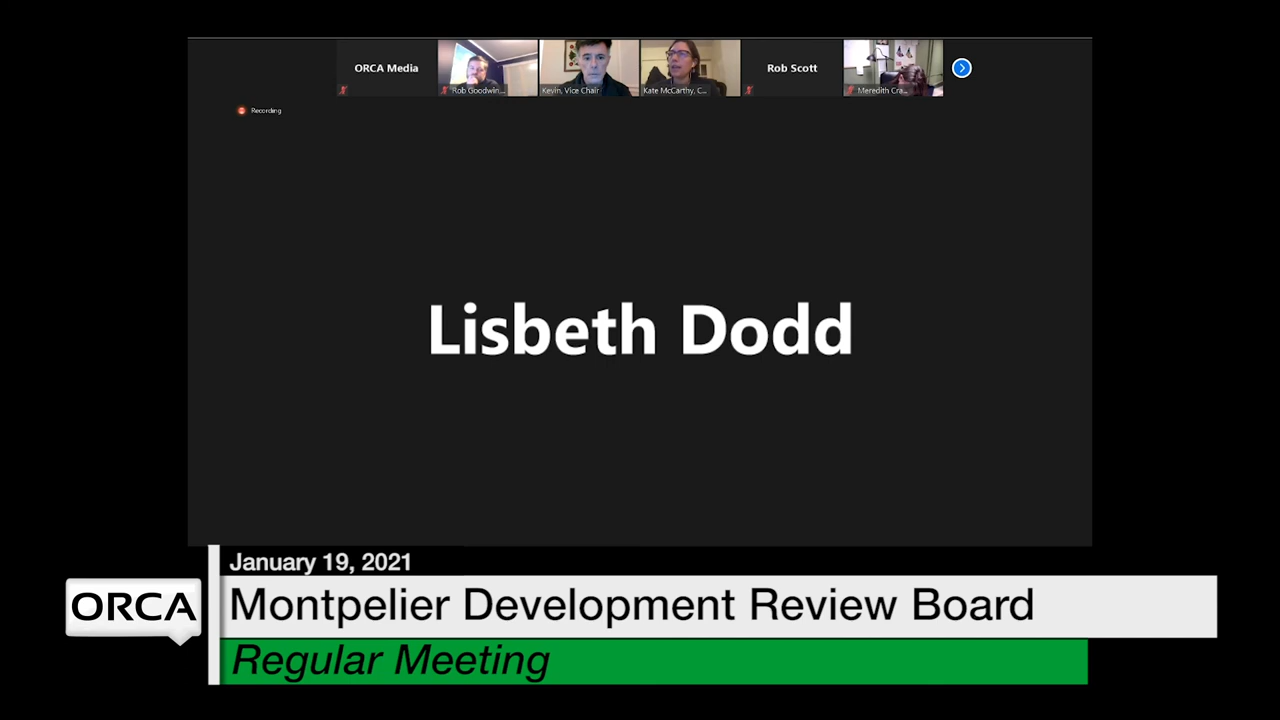 ORCA Media
Rob Goodwin...
Kevin, Vice Chair
Kate McCarthy, C...
Rob Scott
Meredith Cra...
Recording
Lisbeth Dodd
January 19, 2021
ORCA
Montpelier Development Review Board
Regular Meeting